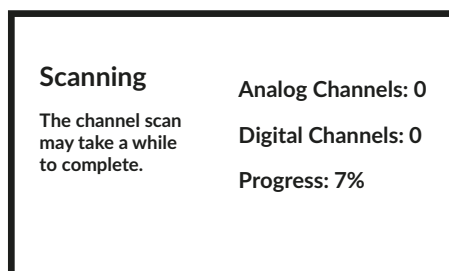 Scanning
The channel scan
may take a while
to complete.
Analog Channels: 0
Digital Channels: 0
Progress: 7%